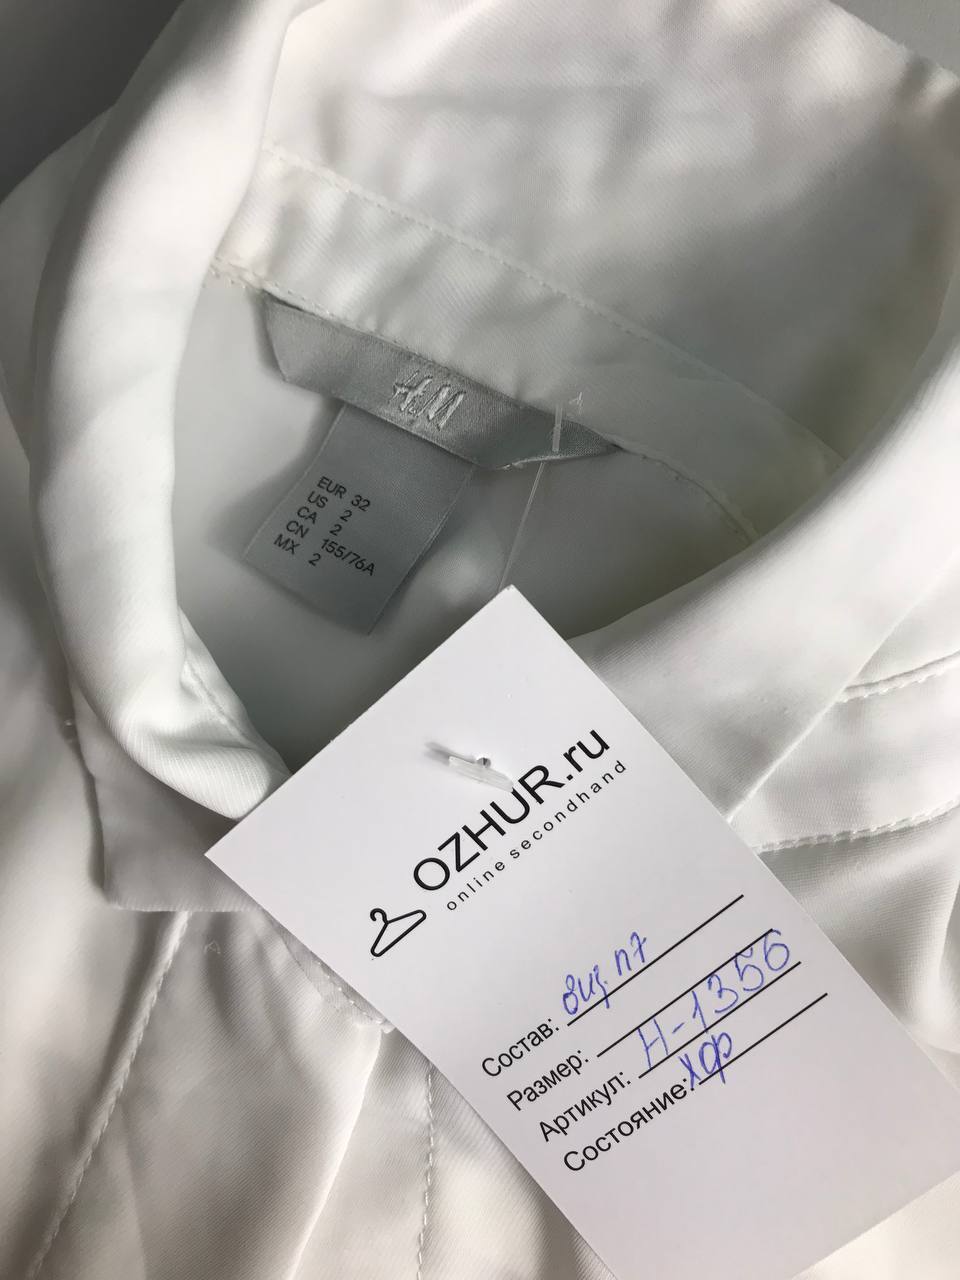 H&M
EUR 32
US 2
CA 2
CN 155/76A
MX 2
OZHUR.ru
online secondhand
Состав:
Размер:
Артикул: H-1356
Состояние: хор